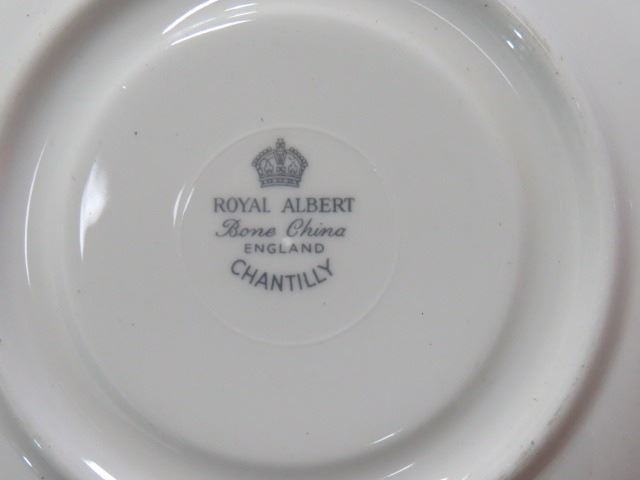 ROYAL ALBERT
Bone China
ENGLAND
CHANTILLY